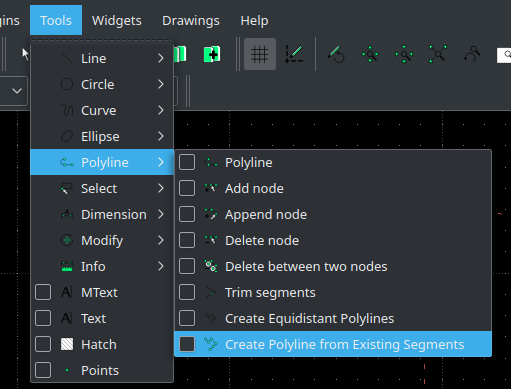 ins Tools Widgets Drawings Help
Line
Circle
Curve
Ellipse
Polyline
Select
Dimension
Modify
Info
MText
Text
Hatch
Points
Polyline
Add node
Append node
Delete node
Delete between two nodes
Trim segments
Create Equidistant Polylines
Create Polyline from Existing Segments